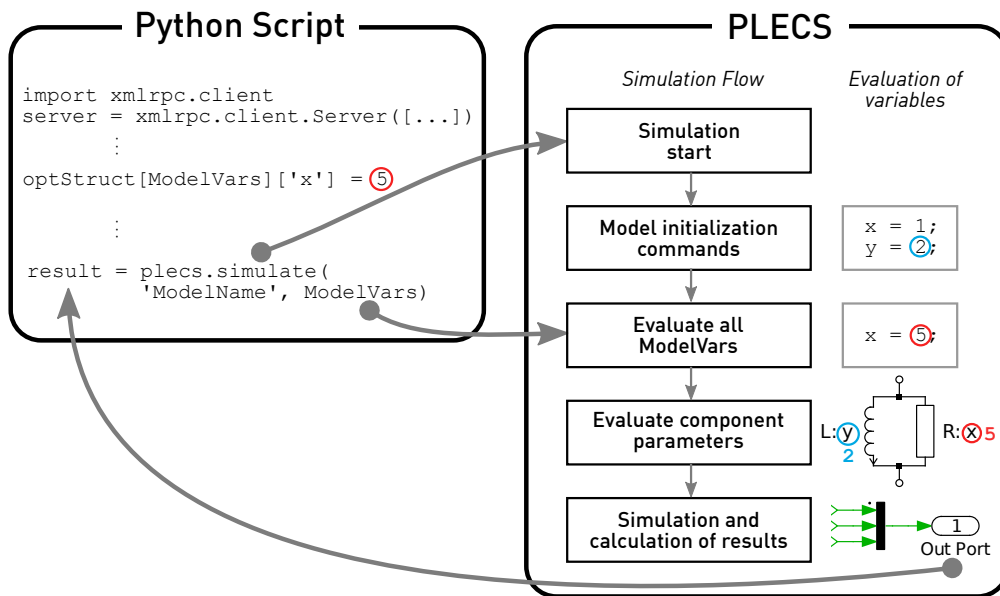 Python Script
import xmlrpc.client
server = xmlrpc.client.Server([...])
⋮
optStruct[ModelVars]['x'] = 5
⋮
result = plecs.simulate(
'ModelName', ModelVars)
PLECS
Simulation Flow
Evaluation of
variables
Simulation
start
Model initialization
commands
x = 1;
y = 2;
Evaluate all
ModelVars
x = 5;
Evaluate component
parameters
L: y
2
R: x 5
Simulation and
calculation of results
1
Out Port